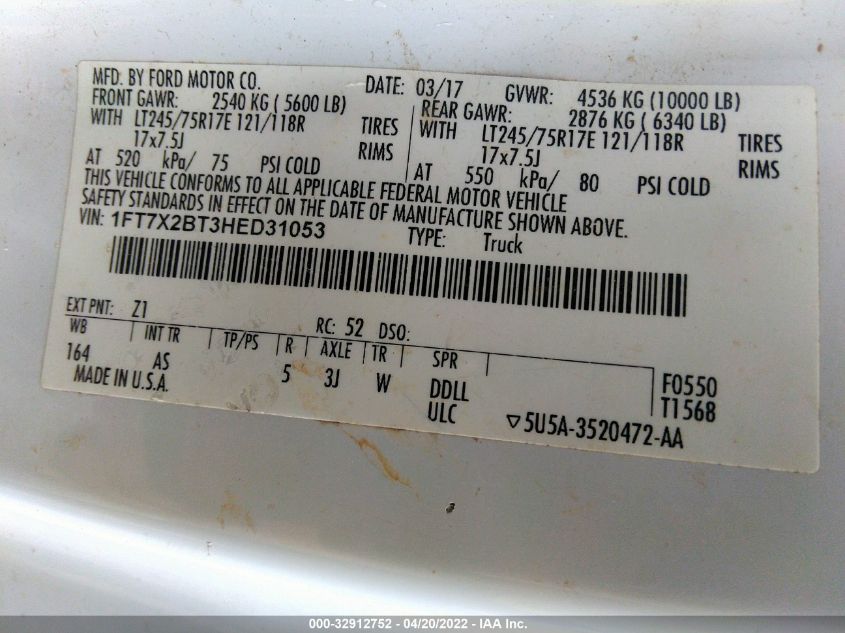 MFD. BY FORD MOTOR CO. DATE: 03/17 GVWR: 4536 KG (10000 LB)
FRONT GAWR: 2540 KG ( 5600 LB) REAR GAWR: 2876 KG ( 6340 LB)
WITH LT245/75R17E 121/118R TIRES WITH LT245/75R17E 121/118R TIRES
17x7.5J RIMS 17x7.5J RIMS
AT 520 kPa/ 75 PSI COLD AT 550 kPa/ 80 PSI COLD
THIS VEHICLE CONFORMS TO ALL APPLICABLE FEDERAL MOTOR VEHICLE
SAFETY STANDARDS IN EFFECT ON THE DATE OF MANUFACTURE SHOWN ABOVE.
VIN: 1FT7X2BT3HED31053 TYPE: Truck
EXT PNT: Z1 RC: 52 DSO:
WB INT TR TP/PS R AXLE TR SPR
164 AS 5 3J W DDLL F0550
MADE IN U.S.A. ULC T1568
▽5U5A-3520472-AA
000-32912752 - 04/20/2022 - IAA Inc.